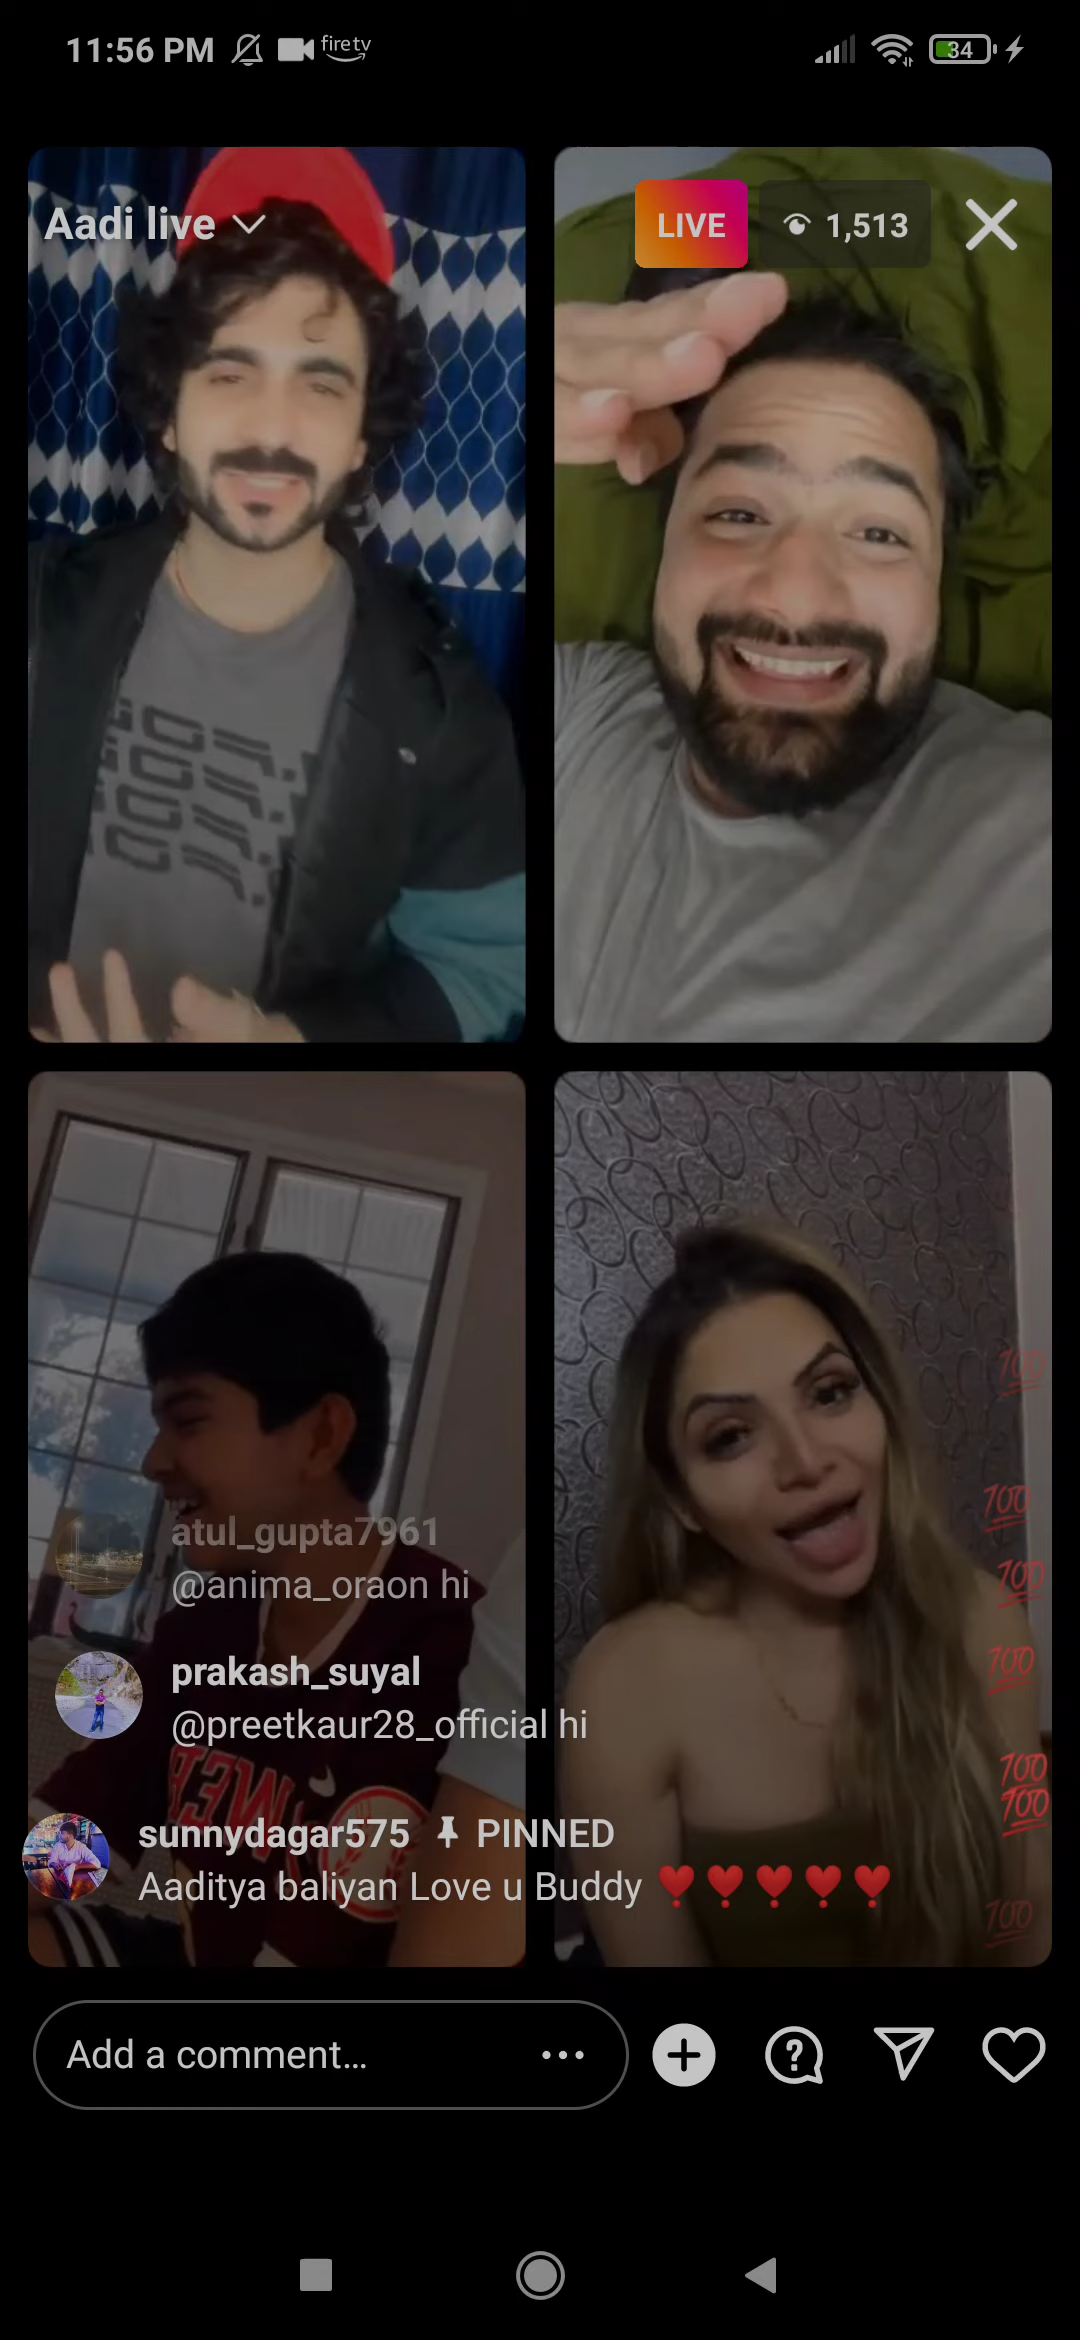 11:56 PM firetv 34
Aadi live
LIVE 1,513
atul_gupta7961
@anima_oraon hi
prakash_suyal
@preetkaur28_official hi
sunnydagar575 PINNED
Aaditya baliyan Love u Buddy ❣️❣️❣️❣️❣️
Add a comment...
💯
💯
💯
💯
💯
💯
💯